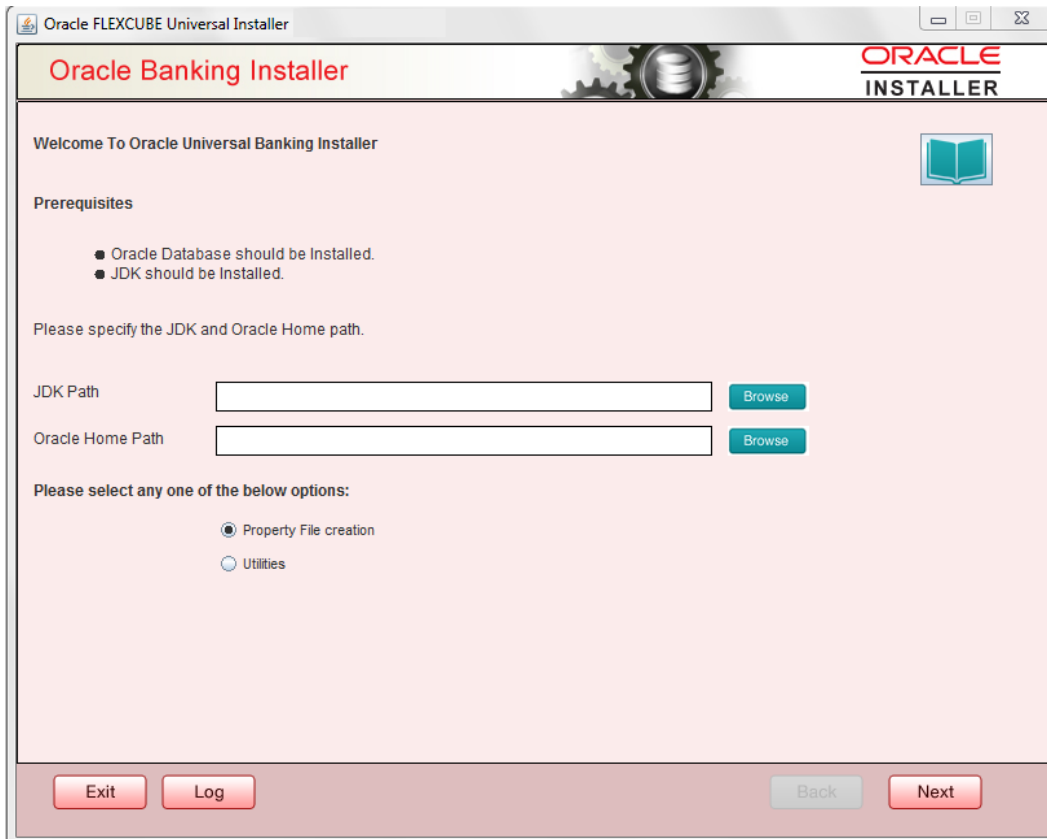 Oracle FLEXCUBE Universal Installer
Oracle Banking Installer
ORACLE
INSTALLER
Welcome To Oracle Universal Banking Installer
Prerequisites
Oracle Database should be Installed.
JDK should be Installed.
Please specify the JDK and Oracle Home path.
JDK Path
Browse
Oracle Home Path
Browse
Please select any one of the below options:
Property File creation
Utilities
Exit
Log
Back
Next